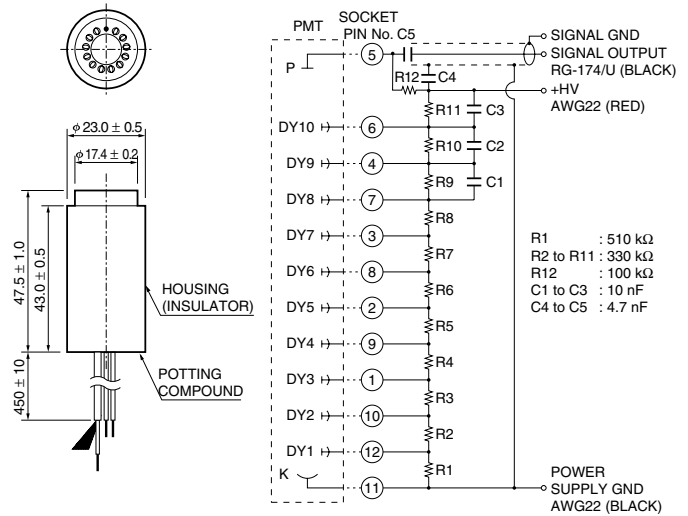 φ 23.0 ± 0.5
φ 17.4 ± 0.2
47.5 ± 1.0
43.0 ± 0.5
450 ± 10
HOUSING
(INSULATOR)
POTTING
COMPOUND
PMT
SOCKET
PIN No. C5
SIGNAL GND
SIGNAL OUTPUT
RG-174/U (BLACK)
+HV
AWG22 (RED)
P
5
R12
C4
R11
C3
DY10
6
R10
C2
DY9
4
R9
C1
DY8
7
R8
DY7
3
R7
DY6
8
R6
DY5
2
R5
DY4
9
R4
DY3
1
R3
DY2
10
R2
DY1
12
R1
K
11
R1 : 510 kΩ
R2 to R11 : 330 kΩ
R12 : 100 kΩ
C1 to C3 : 10 nF
C4 to C5 : 4.7 nF
POWER
SUPPLY GND
AWG22 (BLACK)